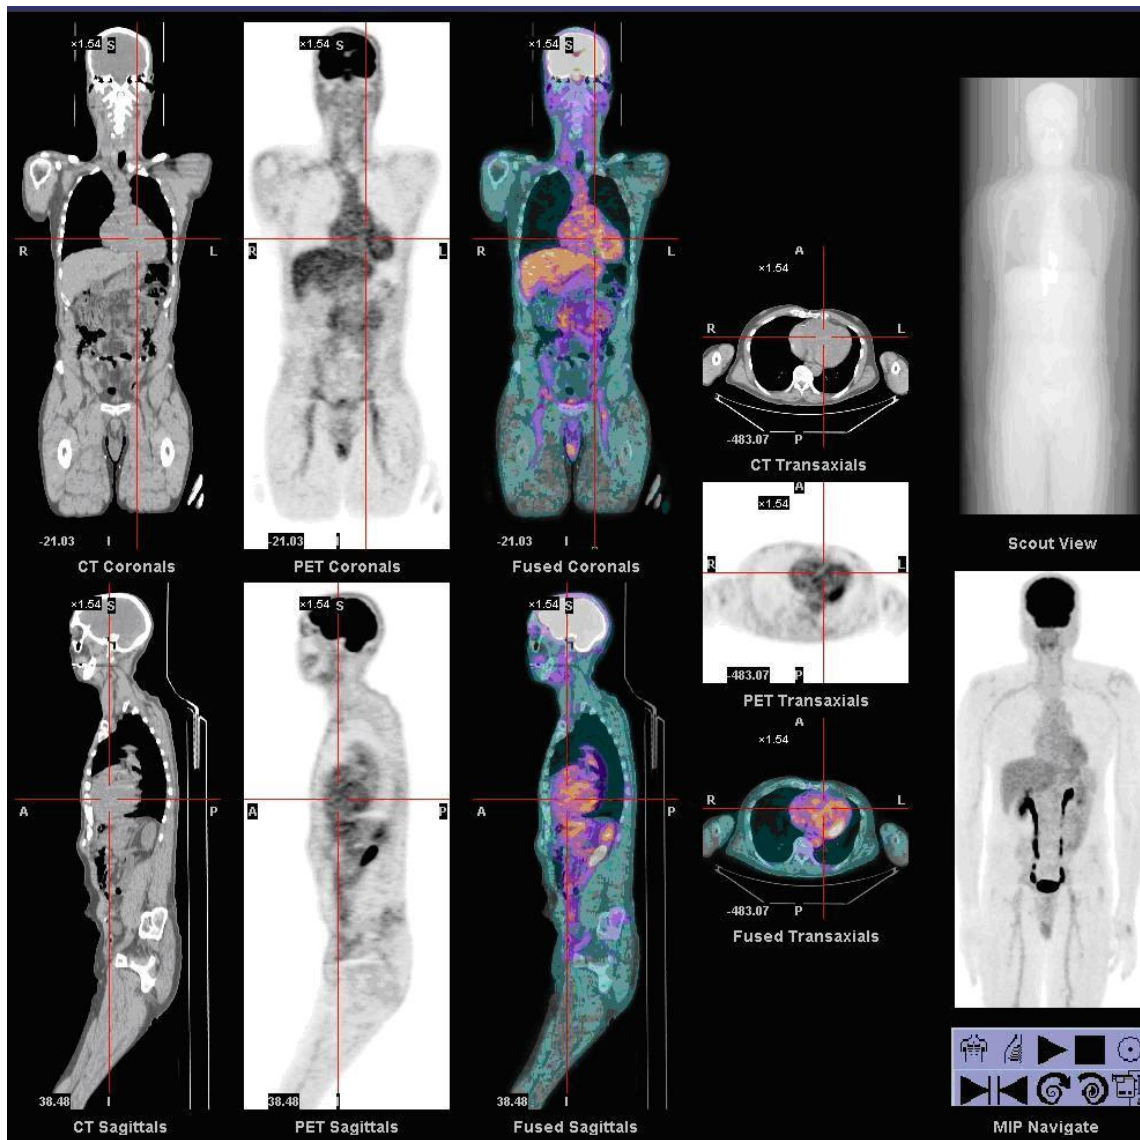 ×1.54 S
×1.54 S
×1.54 S
R L
R L
R L
A
×1.54
R L
-483.07 P
CT Transaxials
-21.03 I
-21.03 I
-21.03 I
CT Coronals
PET Coronals
Fused Coronals
A
×1.54
R L
-483.07 P
PET Transaxials
Scout View
×1.54 S
×1.54 S
×1.54 S
A P
A P
A P
A
×1.54
R L
-483.07 P
Fused Transaxials
38.48 I
38.48 I
38.48 I
CT Sagittals
PET Sagittals
Fused Sagittals
MIP Navigate